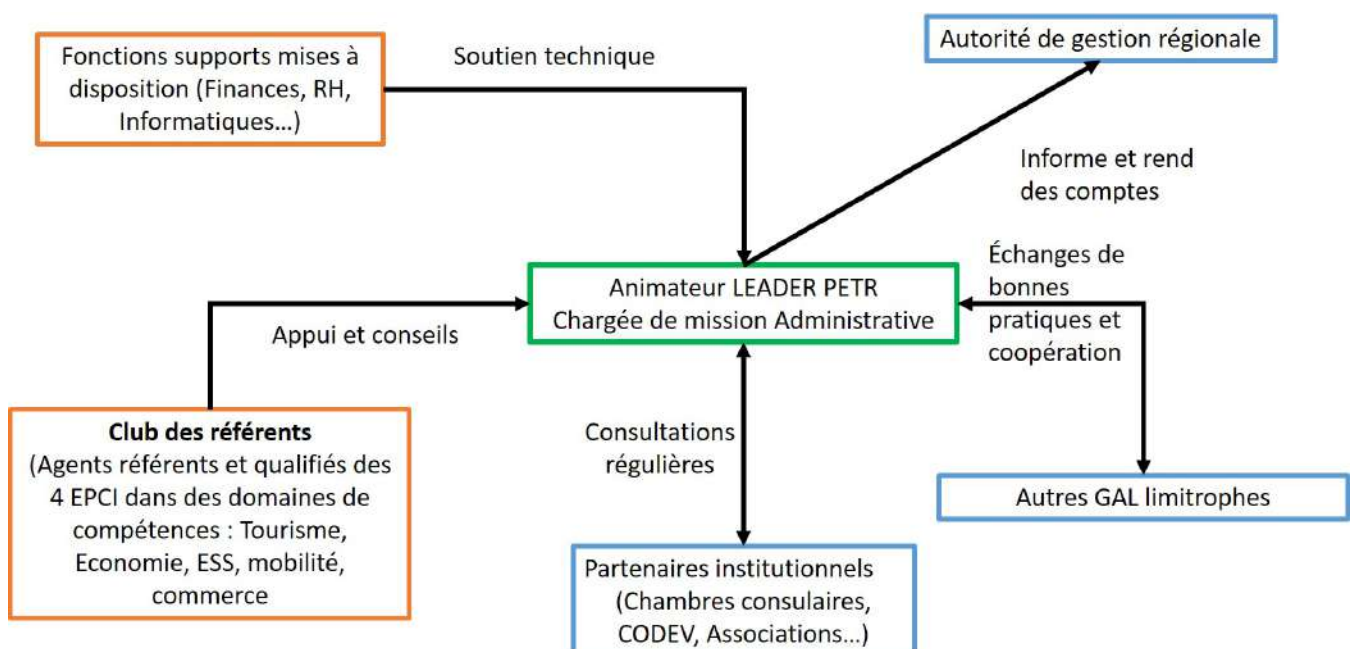 Fonctions supports mises à
disposition (Finances, RH,
Informatiques...)
Soutien technique
Autorité de gestion régionale
Informe et rend
des comptes
Animateur LEADER PETR
Chargée de mission Administrative
Échanges de
bonnes
pratiques et
coopération
Appui et conseils
Club des référents
(Agents référents et qualifiés des
4 EPCI dans des domaines de
compétences : Tourisme,
Economie, ESS, mobilité,
commerce
Consultations
régulières
Autres GAL limitrophes
Partenaires institutionnels
(Chambres consulaires,
CODEV, Associations...)